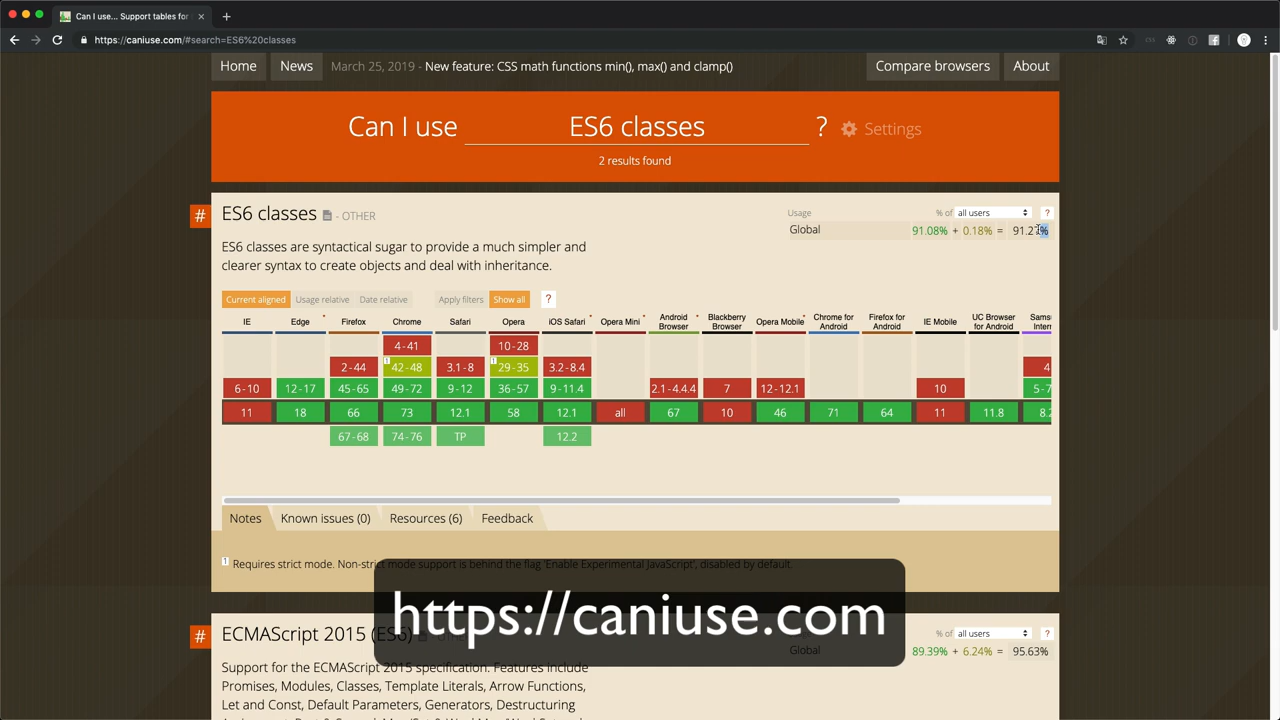 Can I use... Support tables for
https://caniuse.com/#search=ES6%20classes
Home News March 25, 2019 - New feature: CSS math functions min(), max() and clamp() Compare browsers About
Can I use ES6 classes ? Settings
2 results found
# ES6 classes - OTHER
Usage % of all users ?
Global 91.08% + 0.18% = 91.27%
ES6 classes are syntactical sugar to provide a much simpler and
clearer syntax to create objects and deal with inheritance.
Current aligned Usage relative Date relative Apply filters Show all ?
IE Edge * Firefox Chrome Safari Opera iOS Safari * Opera Mini * Android Browser * Blackberry Browser Opera Mobile * Chrome for Android Firefox for Android IE Mobile UC Browser for Android
4-41 10-28
2-44 1 42-48 3.1-8 1 29-35 3.2-8.4 4
6-10 12-17 45-65 49-72 9-12 36-57 9-11.4 2.1-4.4.4 7 12-12.1 10 5-7
11 18 66 73 12.1 58 12.1 all 67 10 46 71 64 11 11.8 8.2
67-68 74-76 TP 12.2
Notes Known issues (0) Resources (6) Feedback
1 Requires strict mode. Non-strict mode support is behind the flag 'Enable Experimental JavaScript', disabled by default.
https://caniuse.com
# ECMAScript 2015 (ES6)
% of all users ?
Global 89.39% + 6.24% = 95.63%
Support for the ECMAScript 2015 specification. Features include
Promises, Modules, Classes, Template Literals, Arrow Functions,
Let and Const, Default Parameters, Generators, Destructuring